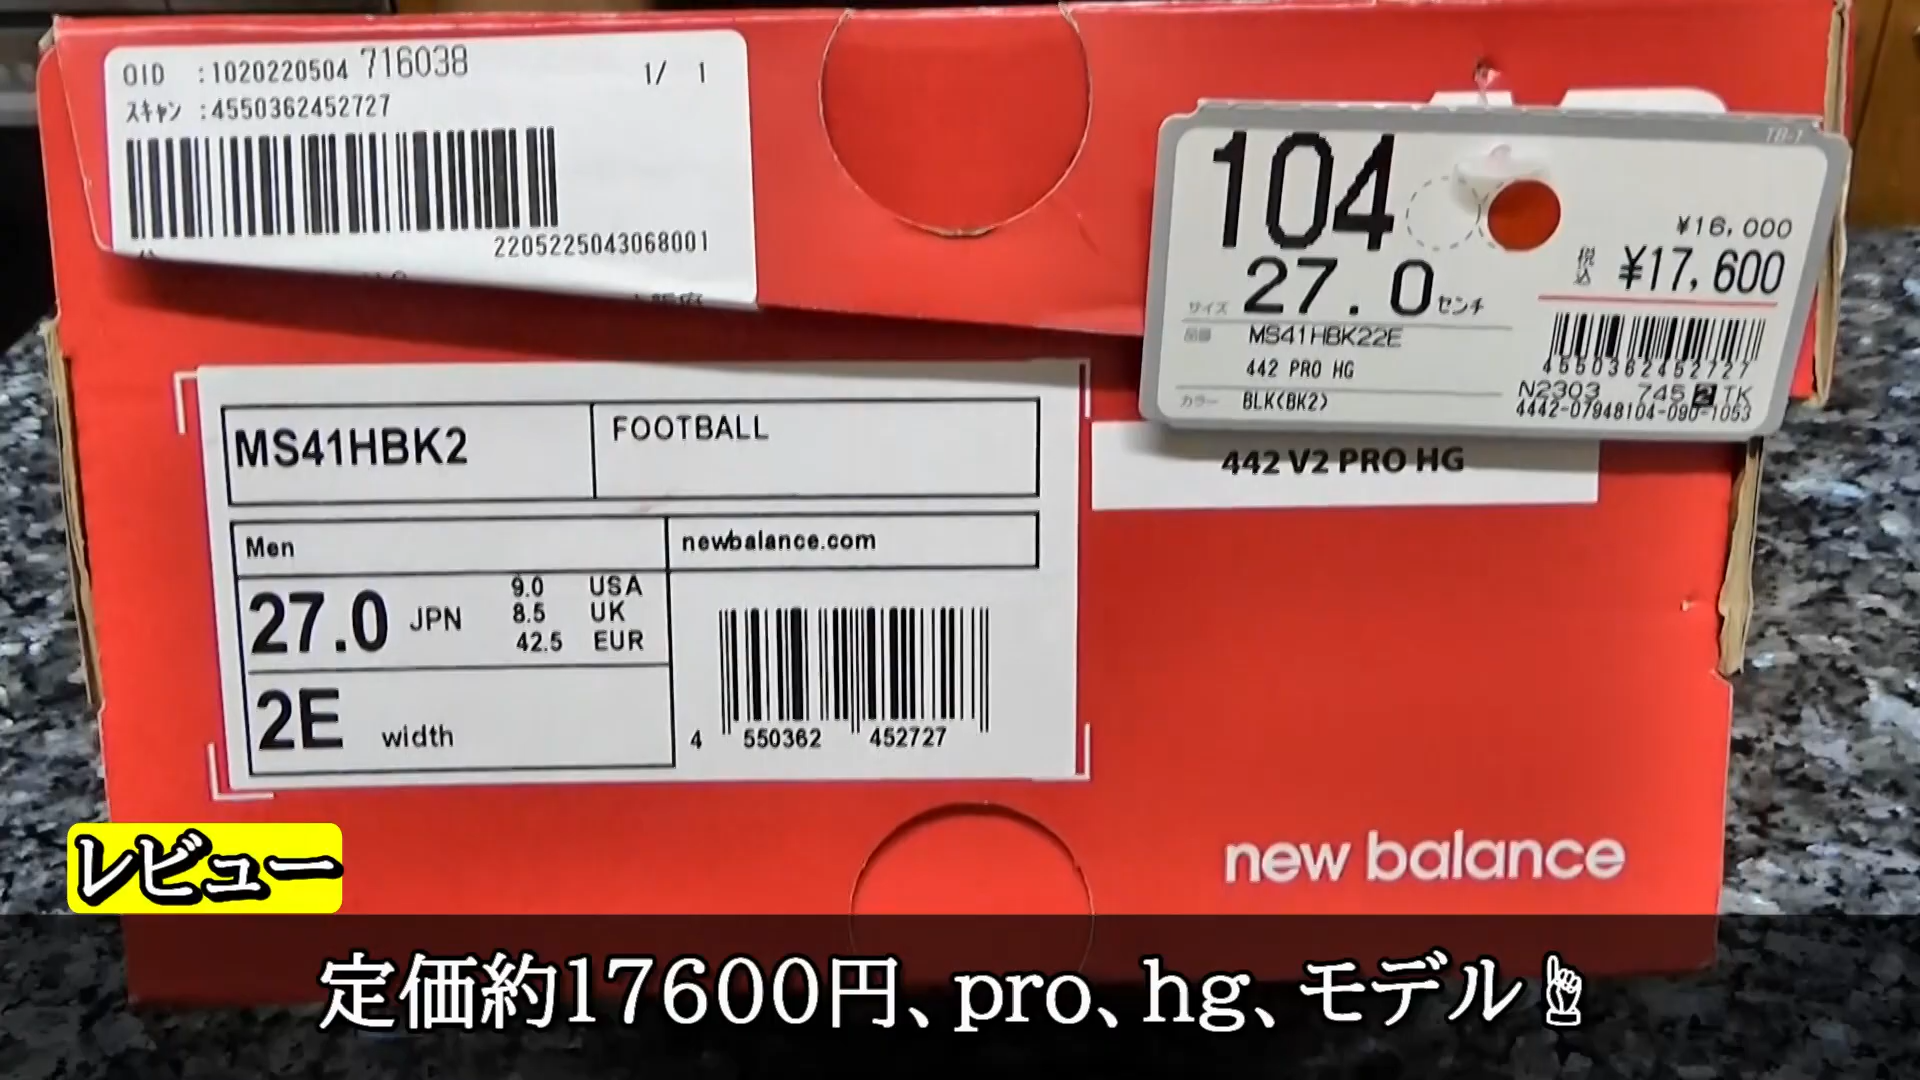 OID :1020220504 716038 1/ 1
スキャン :4550362452727
2205225043068001
TB-1
104
¥16,000
税込 ¥17,600
サイズ 27.0センチ
品番 MS41HBK22E
442 PRO HG
カラー BLK(BK2)
4550362452727
N2303 745 2 TK
4442-07948104-090-1053
442 V2 PRO HG
MS41HBK2
FOOTBALL
Men
newbalance.com
27.0 JPN
9.0 USA
8.5 UK
42.5 EUR
2E width
4 550362 452727
new balance
レビュー
定価約17600円、pro、hg、モデル☝